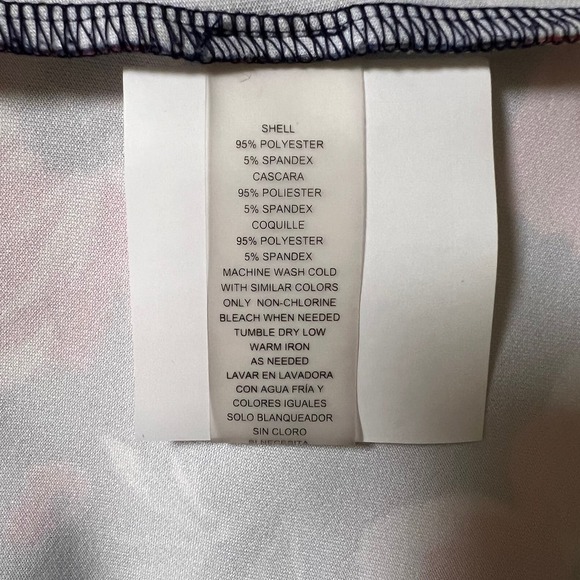 SHELL
95% POLYESTER
5% SPANDEX
CASCARA
95% POLIESTER
5% SPANDEX
COQUILLE
95% POLYESTER
5% SPANDEX
MACHINE WASH COLD
WITH SIMILAR COLORS
ONLY NON-CHLORINE
BLEACH WHEN NEEDED
TUMBLE DRY LOW
WARM IRON
AS NEEDED
LAVAR EN LAVADORA
CON AGUA FRÍA Y
COLORES IGUALES
SOLO BLANQUEADOR
SIN CLORO
SI NECESITA